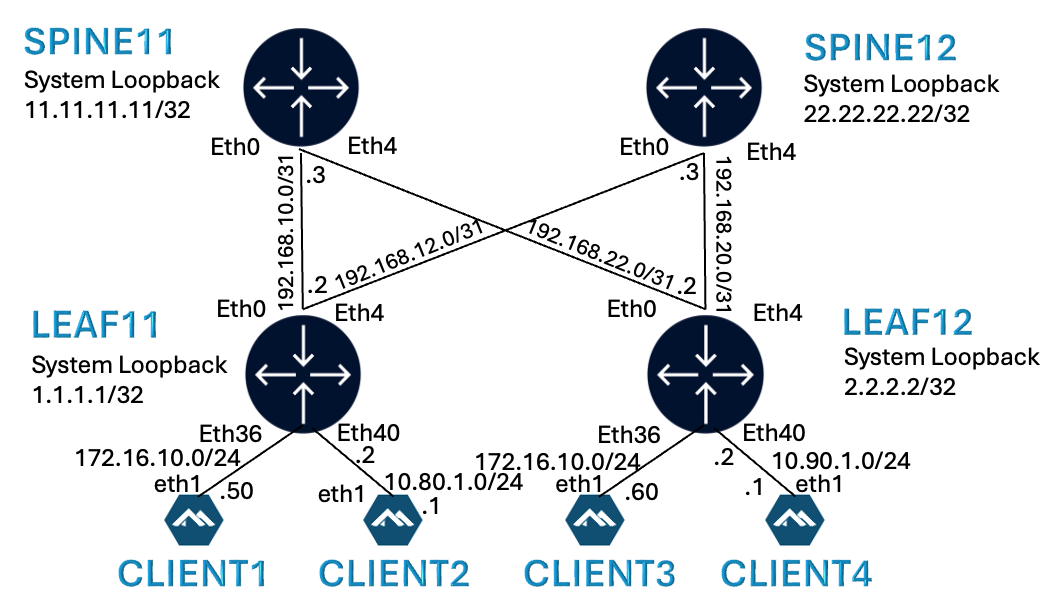 SPINE11
System Loopback
11.11.11.11/32
SPINE12
System Loopback
22.22.22.22/32
Eth0
Eth4
Eth0
Eth4
.3
.3
192.168.10.0/31
192.168.12.0/31
192.168.22.0/31
192.168.20.0/31
.2
.2
Eth0
Eth4
Eth0
Eth4
LEAF11
System Loopback
1.1.1.1/32
LEAF12
System Loopback
2.2.2.2/32
Eth36
Eth40
Eth36
Eth40
172.16.10.0/24
.2
172.16.10.0/24
.2
10.90.1.0/24
eth1
.50
eth1
10.80.1.0/24
.1
eth1
.60
.1
eth1
CLIENT1
CLIENT2
CLIENT3
CLIENT4